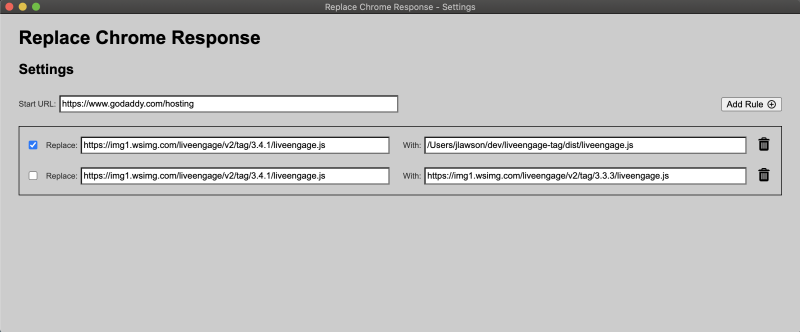 Replace Chrome Response - Settings
Replace Chrome Response
Settings
Start URL: https://www.godaddy.com/hosting Add Rule
Replace: https://img1.wsimg.com/liveengage/v2/tag/3.4.1/liveengage.js With: /Users/jlawson/dev/liveengage-tag/dist/liveengage.js
Replace: https://img1.wsimg.com/liveengage/v2/tag/3.4.1/liveengage.js With: https://img1.wsimg.com/liveengage/v2/tag/3.3.3/liveengage.js